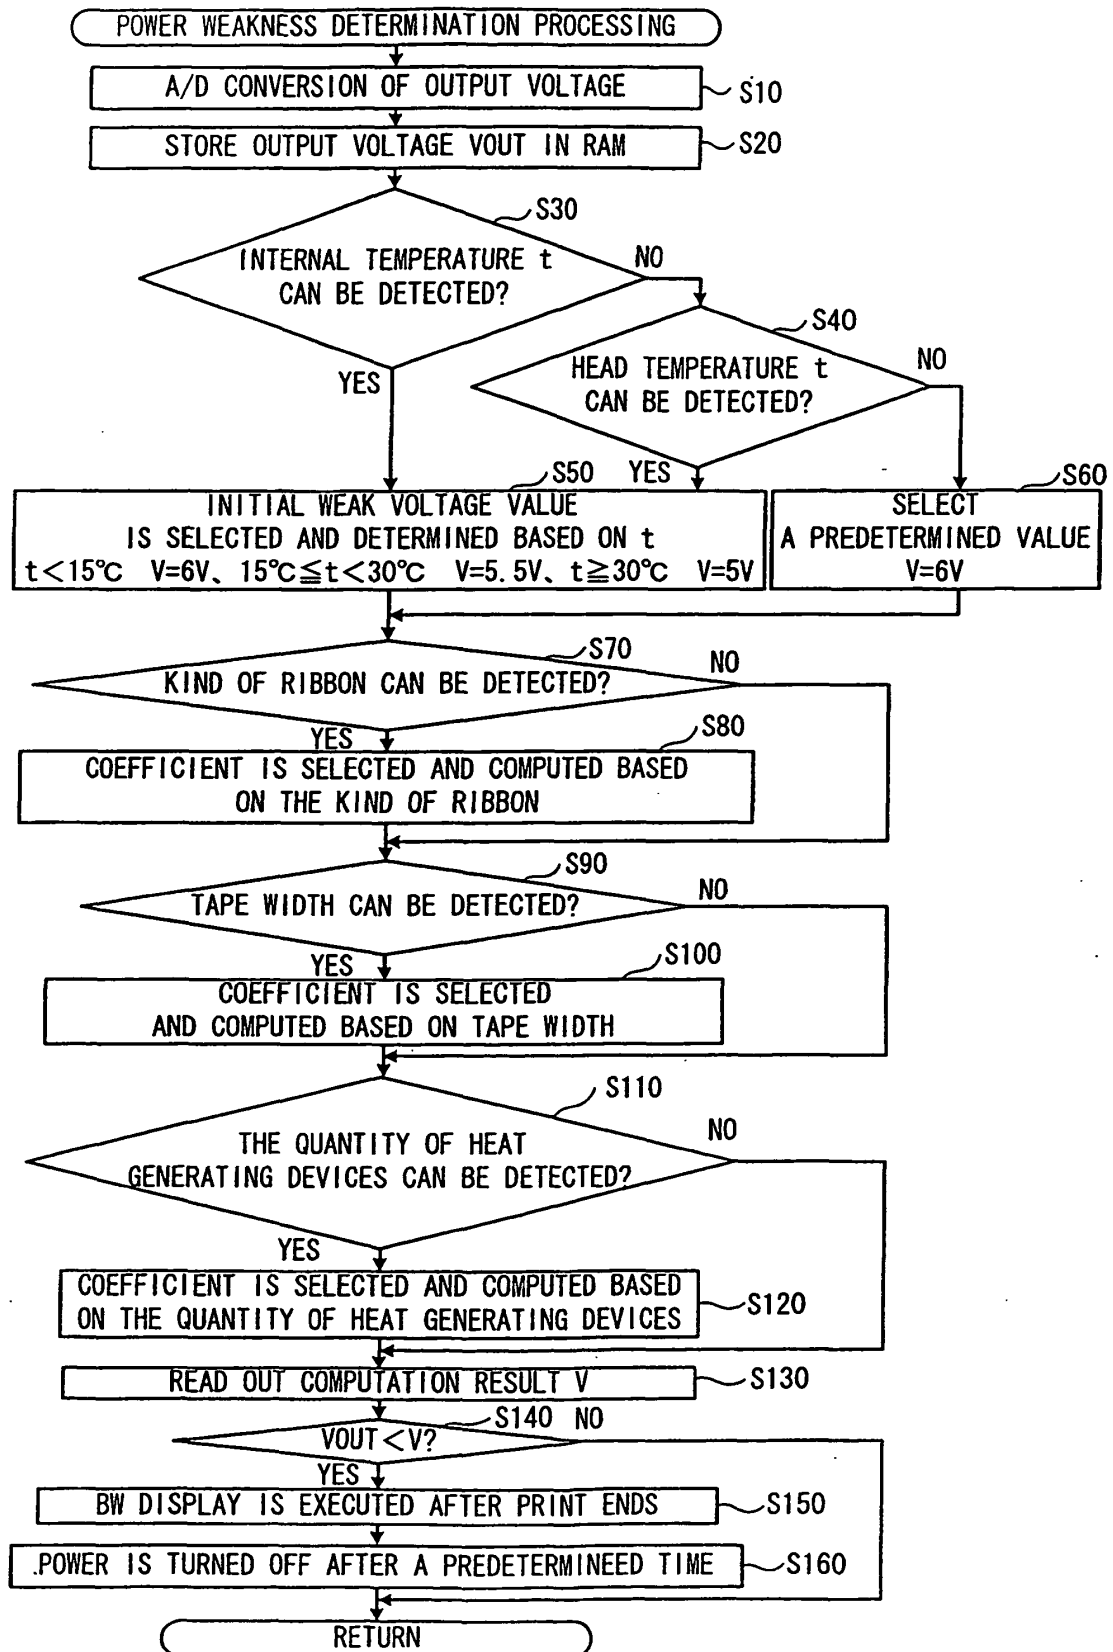 POWER WEAKNESS DETERMINATION PROCESSING
A/D CONVERSION OF OUTPUT VOLTAGE
S10
STORE OUTPUT VOLTAGE VOUT IN RAM
S20
S30
INTERNAL TEMPERATURE t
CAN BE DETECTED?
NO
YES
S40
HEAD TEMPERATURE t
CAN BE DETECTED?
NO
YES
S50
INITIAL WEAK VOLTAGE VALUE
IS SELECTED AND DETERMINED BASED ON t
t<15℃ V=6V、15℃≦t<30℃ V=5.5V、t≧30℃ V=5V
S60
SELECT
A PREDETERMINED VALUE
V=6V
S70
KIND OF RIBBON CAN BE DETECTED?
NO
YES
S80
COEFFICIENT IS SELECTED AND COMPUTED BASED
ON THE KIND OF RIBBON
S90
TAPE WIDTH CAN BE DETECTED?
NO
YES
S100
COEFFICIENT IS SELECTED
AND COMPUTED BASED ON TAPE WIDTH
S110
THE QUANTITY OF HEAT
GENERATING DEVICES CAN BE DETECTED?
NO
YES
COEFFICIENT IS SELECTED AND COMPUTED BASED
ON THE QUANTITY OF HEAT GENERATING DEVICES
S120
READ OUT COMPUTATION RESULT V
S130
S140
VOUT<V?
NO
YES
BW DISPLAY IS EXECUTED AFTER PRINT ENDS
S150
.POWER IS TURNED OFF AFTER A PREDETERMINEED TIME
S160
RETURN